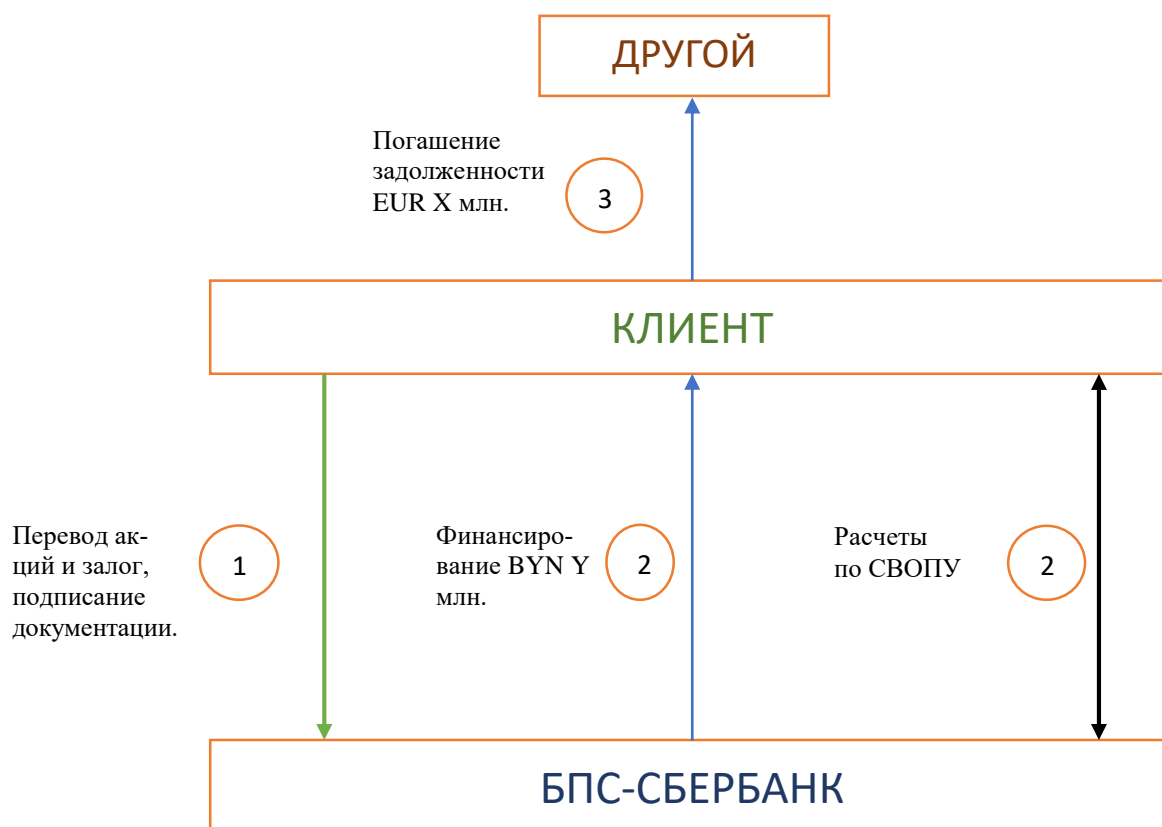 ДРУГОЙ
Погашение
задолженности
EUR X млн.
3
КЛИЕНТ
Перевод ак-
ций и залог,
подписание
документации.
1
Финансиро-
вание BYN Y
млн.
2
Расчеты
по СВОПУ
2
БПС-СБЕРБАНК